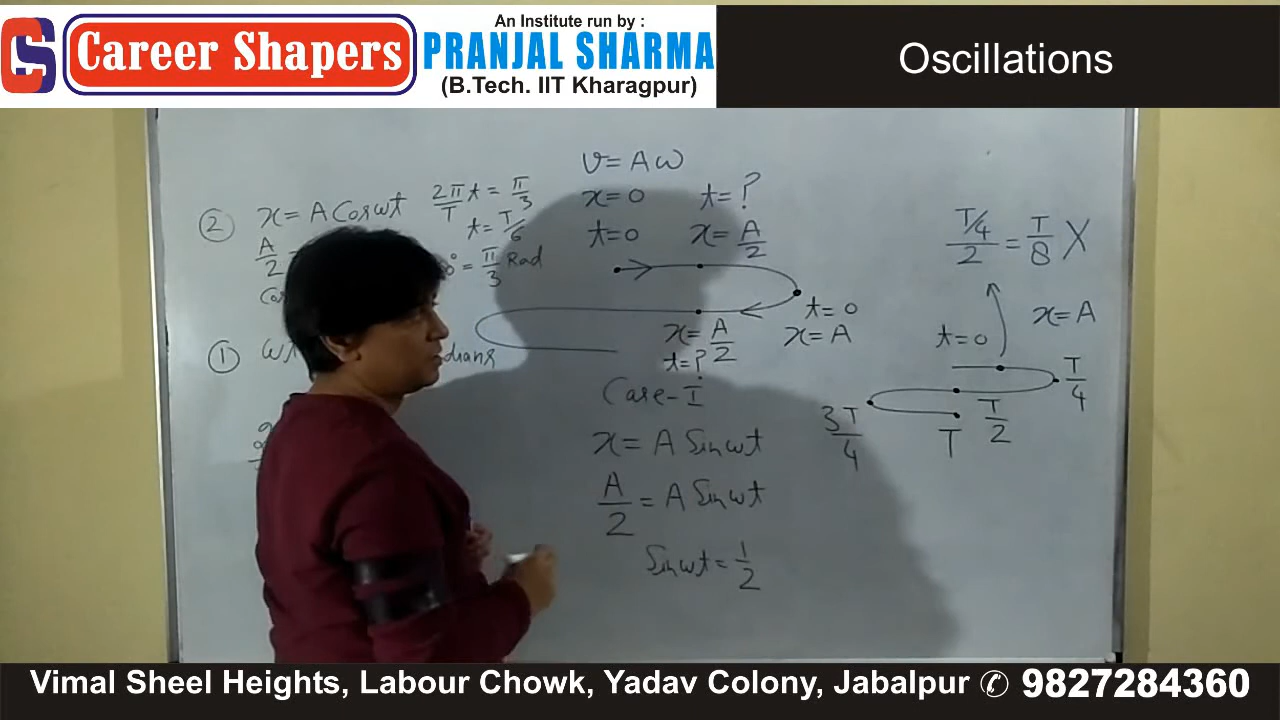 CS Career Shapers
An Institute run by :
PRANJAL SHARMA
(B.Tech. IIT Kharagpur)
Oscillations
② x = A Cos ωt
A/2 =
2π/T t = π/3
t = T/6
= π/3 Rad
①
v = A ω
x = 0
t = 0
t = ?
x = A/2
t = 0
x = A
x = A/2
t = ?
Case - I
x = A Sin ωt
A/2 = A Sin ωt
Sin ωt = 1/2
T/4/2 = T/8 X
t = 0
x = A
T/4
T/2
3T/4
T
Vimal Sheel Heights, Labour Chowk, Yadav Colony, Jabalpur ✆ 9827284360